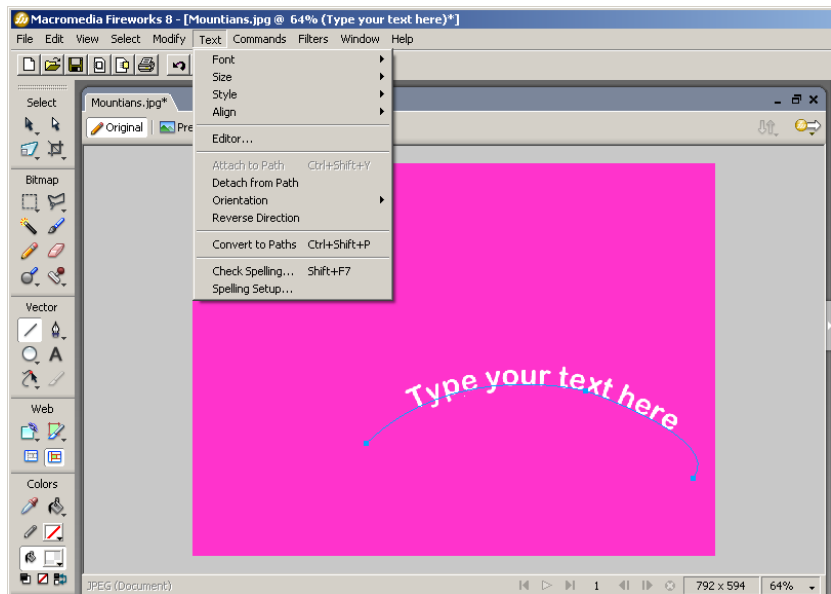 Macromedia Fireworks 8 - [Mountians.jpg @ 64% (Type your text here)*]
File Edit View Select Modify Text Commands Filters Window Help
Font
Size
Style
Align
Editor...
Attach to Path Ctrl+Shift+Y
Detach from Path
Orientation
Reverse Direction
Convert to Paths Ctrl+Shift+P
Check Spelling... Shift+F7
Spelling Setup...
Select
Bitmap
Vector
A
Web
Colors
Mountians.jpg*
Original Pre
Type your text here
JPEG (Document) 1 792 x 594 64%